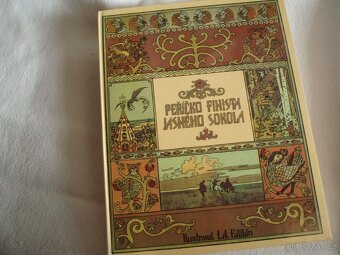 PEŘÍČKO FINISTA
JASNÉHO SOKOLA
Ilustroval I. A. Bilibin